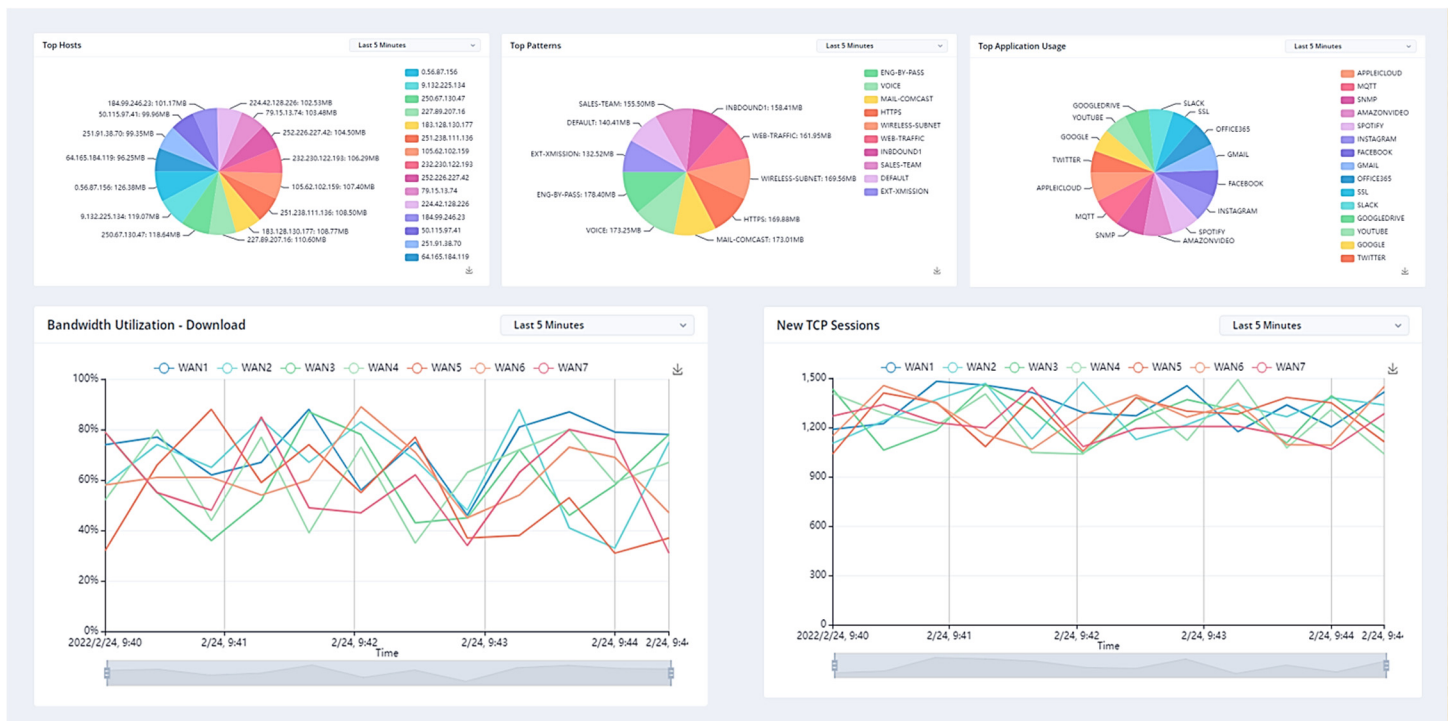 Top Hosts
Last 5 Minutes
0.56.87.156
9.132.225.134
250.67.130.47
227.89.207.16
183.128.130.177
251.238.111.136
105.62.102.159
232.230.122.193
252.226.227.42
79.15.13.74
224.42.128.226
184.99.246.23
50.115.97.41
251.91.38.70
64.165.184.119
184.99.246.23: 101.17MB
50.115.97.41: 99.96MB
251.91.38.70: 99.35MB
64.165.184.119: 96.25MB
0.56.87.156: 126.38MB
9.132.225.134: 119.07MB
250.67.130.47: 118.64MB
224.42.128.226: 102.53MB
79.15.13.74: 103.48MB
252.226.227.42: 104.50MB
232.230.122.193: 106.29MB
105.62.102.159: 107.40MB
251.238.111.136: 108.50MB
183.128.130.177: 108.77MB
227.89.207.16: 110.60MB
Top Patterns
Last 5 Minutes
ENG-BY-PASS
VOICE
MAIL-COMCAST
HTTPS
WIRELESS-SUBNET
WEB-TRAFFIC
INBOUND1
SALES-TEAM
DEFAULT
EXT-XMISSION
SALES-TEAM: 155.50MB
DEFAULT: 140.41MB
EXT-XMISSION: 132.52MB
ENG-BY-PASS: 178.40MB
VOICE: 173.25MB
INBOUND1: 158.41MB
WEB-TRAFFIC: 161.95MB
WIRELESS-SUBNET: 169.56MB
HTTPS: 169.88MB
MAIL-COMCAST: 173.01MB
Top Application Usage
Last 5 Minutes
APPLEICLOUD
MQTT
SNMP
AMAZONVIDEO
SPOTIFY
INSTAGRAM
FACEBOOK
GMAIL
OFFICE365
SSL
SLACK
GOOGLEDRIVE
YOUTUBE
GOOGLE
TWITTER
GOOGLEDRIVE
YOUTUBE
GOOGLE
TWITTER
APPLEICLOUD
MQTT
SNMP
SLACK
SSL
OFFICE365
GMAIL
FACEBOOK
INSTAGRAM
SPOTIFY
AMAZONVIDEO
Bandwidth Utilization - Download
Last 5 Minutes
WAN1 WAN2 WAN3 WAN4 WAN5 WAN6 WAN7
100%
80%
60%
40%
20%
0%
2022/2/24, 9:40 2/24, 9:41 2/24, 9:42 2/24, 9:43 2/24, 9:44 2/24, 9:4
Time
New TCP Sessions
Last 5 Minutes
WAN1 WAN2 WAN3 WAN4 WAN5 WAN6 WAN7
1,500
1,200
900
600
300
0
2022/2/24, 9:40 2/24, 9:41 2/24, 9:42 2/24, 9:43 2/24, 9:44 2/24, 9:4
Time